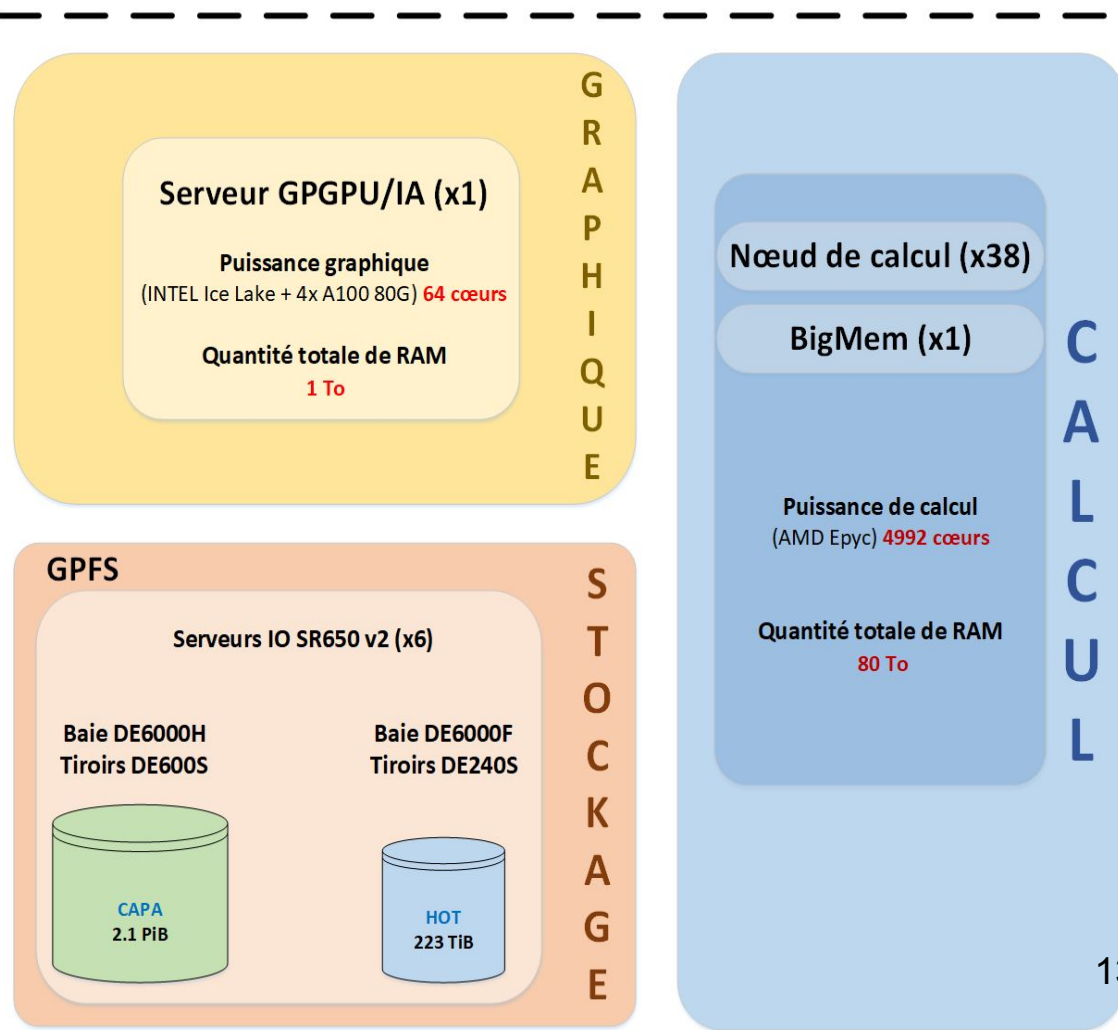 GRAPHIQUE
Serveur GPGPU/IA (x1)
Puissance graphique
(INTEL Ice Lake + 4x A100 80G) 64 cœurs
Quantité totale de RAM
1 To
CALCUL
Nœud de calcul (x38)
BigMem (x1)
Puissance de calcul
(AMD Epyc) 4992 cœurs
Quantité totale de RAM
80 To
GPFS
STOCKAGE
Serveurs IO SR650 v2 (x6)
Baie DE6000H
Tiroirs DE600S
Baie DE6000F
Tiroirs DE240S
CAPA
2.1 PiB
HOT
223 TiB